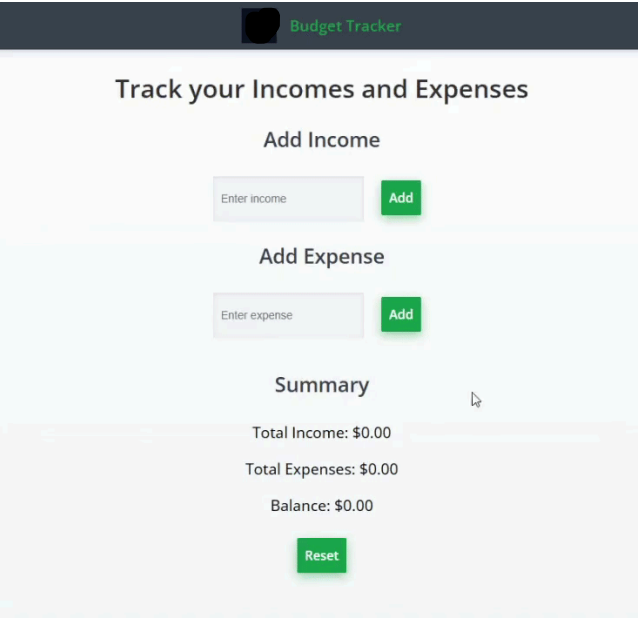 Budget Tracker
Track your Incomes and Expenses
Add Income
Enter income Add
Add Expense
Enter expense Add
Summary
Total Income: $0.00
Total Expenses: $0.00
Balance: $0.00
Reset